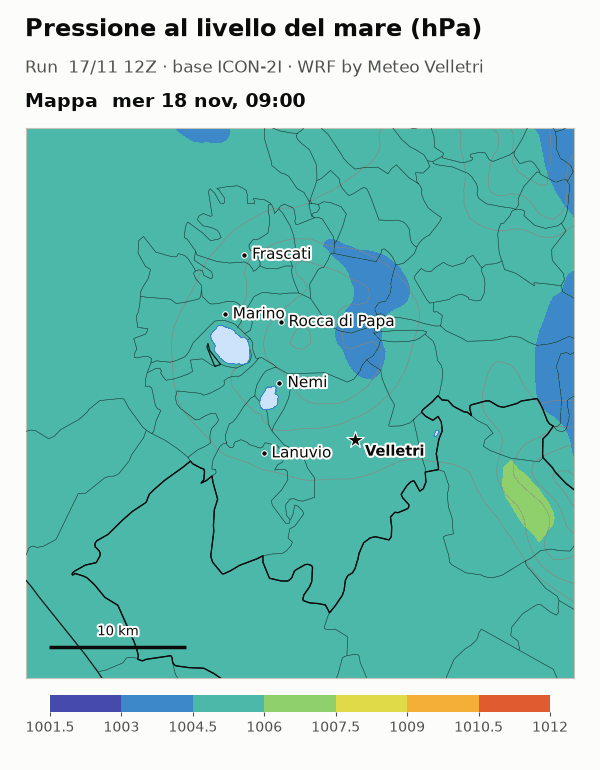 Pressione al livello del mare (hPa)
Run  17/11 12Z · base ICON-2I · WRF by Meteo Velletri
Mappa  mer 18 nov, 09:00
Frascati
Marino
Rocca di Papa
Nemi
Velletri
Lanuvio
10 km
1001.5 1003 1004.5 1006 1007.5 1009 1010.5 1012